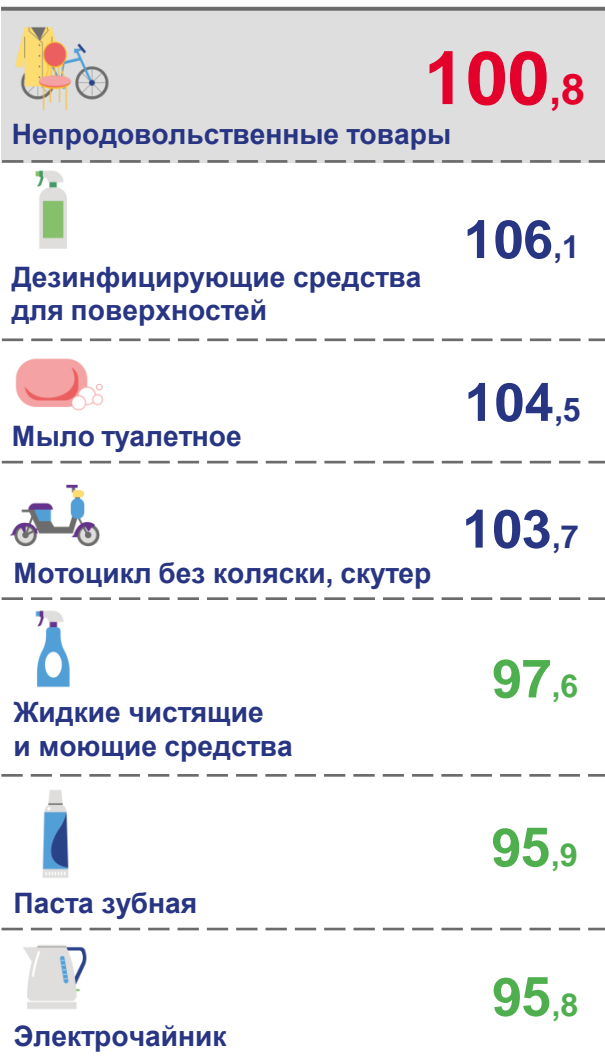 100,8
Непродовольственные товары
106,1
Дезинфицирующие средства
для поверхностей
104,5
Мыло туалетное
103,7
Мотоцикл без коляски, скутер
97,6
Жидкие чистящие
и моющие средства
95,9
Паста зубная
95,8
Электрочайник